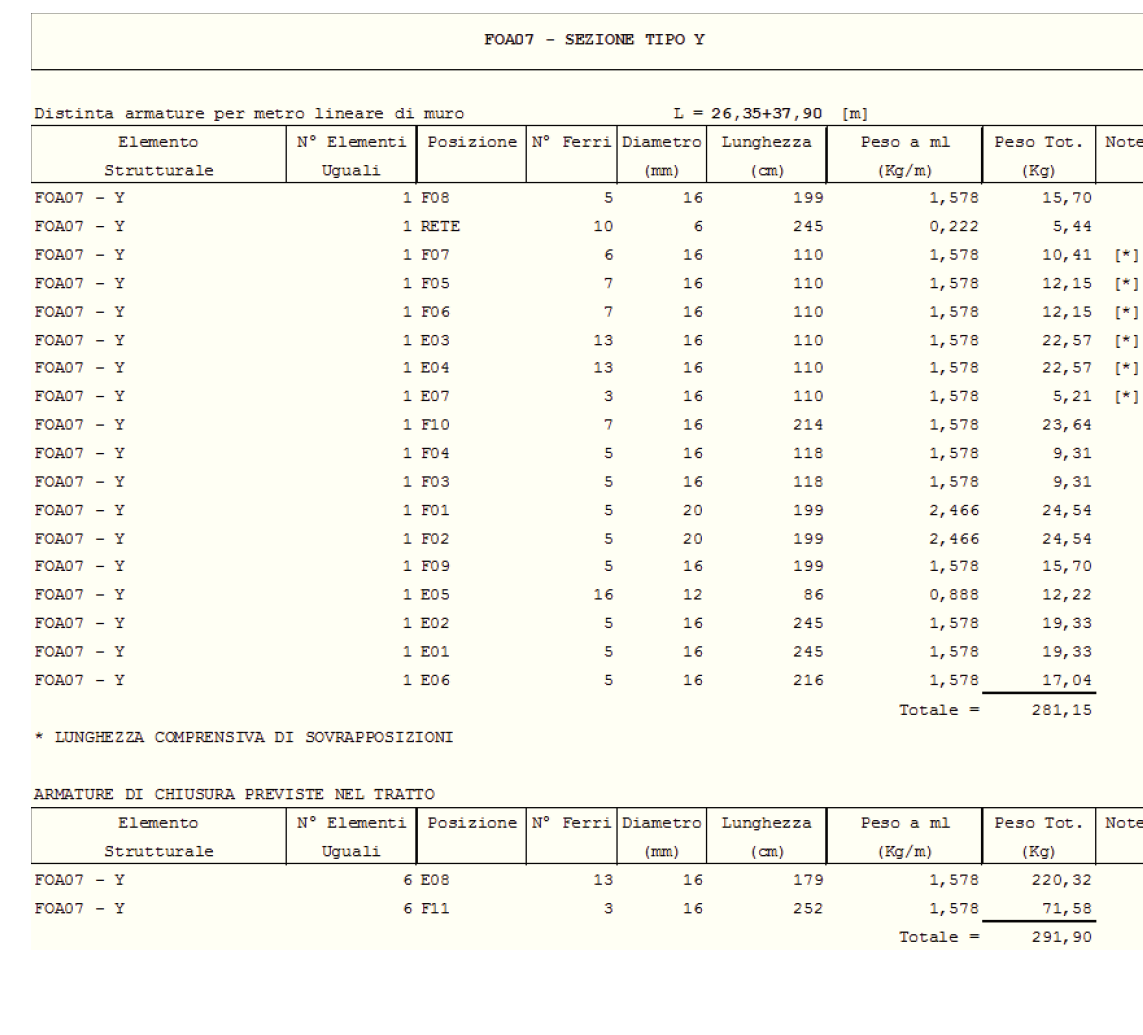 FOA07 - SEZIONE TIPO Y
Distinta armature per metro lineare di muro L = 26,35+37,90 [m]
Elemento N° Elementi Posizione N° Ferri Diametro Lunghezza Peso a ml Peso Tot. Note
Strutturale Uguali (mm) (cm) (Kg/m) (Kg)
FOA07 - Y 1 F08 5 16 199 1,578 15,70
FOA07 - Y 1 RETE 10 6 245 0,222 5,44
FOA07 - Y 1 F07 6 16 110 1,578 10,41 [*]
FOA07 - Y 1 F05 7 16 110 1,578 12,15 [*]
FOA07 - Y 1 F06 7 16 110 1,578 12,15 [*]
FOA07 - Y 1 E03 13 16 110 1,578 22,57 [*]
FOA07 - Y 1 E04 13 16 110 1,578 22,57 [*]
FOA07 - Y 1 E07 3 16 110 1,578 5,21 [*]
FOA07 - Y 1 F10 7 16 214 1,578 23,64
FOA07 - Y 1 F04 5 16 118 1,578 9,31
FOA07 - Y 1 F03 5 16 118 1,578 9,31
FOA07 - Y 1 F01 5 20 199 2,466 24,54
FOA07 - Y 1 F02 5 20 199 2,466 24,54
FOA07 - Y 1 F09 5 16 199 1,578 15,70
FOA07 - Y 1 E05 16 12 86 0,888 12,22
FOA07 - Y 1 E02 5 16 245 1,578 19,33
FOA07 - Y 1 E01 5 16 245 1,578 19,33
FOA07 - Y 1 E06 5 16 216 1,578 17,04
Totale = 281,15
* LUNGHEZZA COMPRENSIVA DI SOVRAPPOSIZIONI
ARMATURE DI CHIUSURA PREVISTE NEL TRATTO
Elemento N° Elementi Posizione N° Ferri Diametro Lunghezza Peso a ml Peso Tot. Note
Strutturale Uguali (mm) (cm) (Kg/m) (Kg)
FOA07 - Y 6 E08 13 16 179 1,578 220,32
FOA07 - Y 6 F11 3 16 252 1,578 71,58
Totale = 291,90